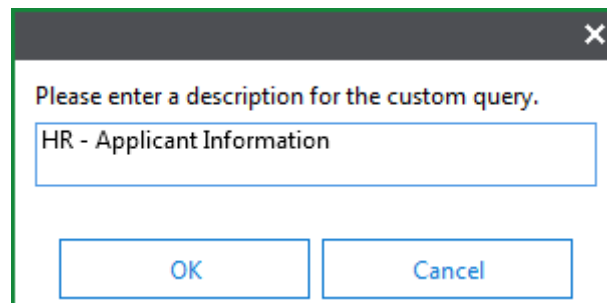 Please enter a description for the custom query.
HR - Applicant Information
OK
Cancel